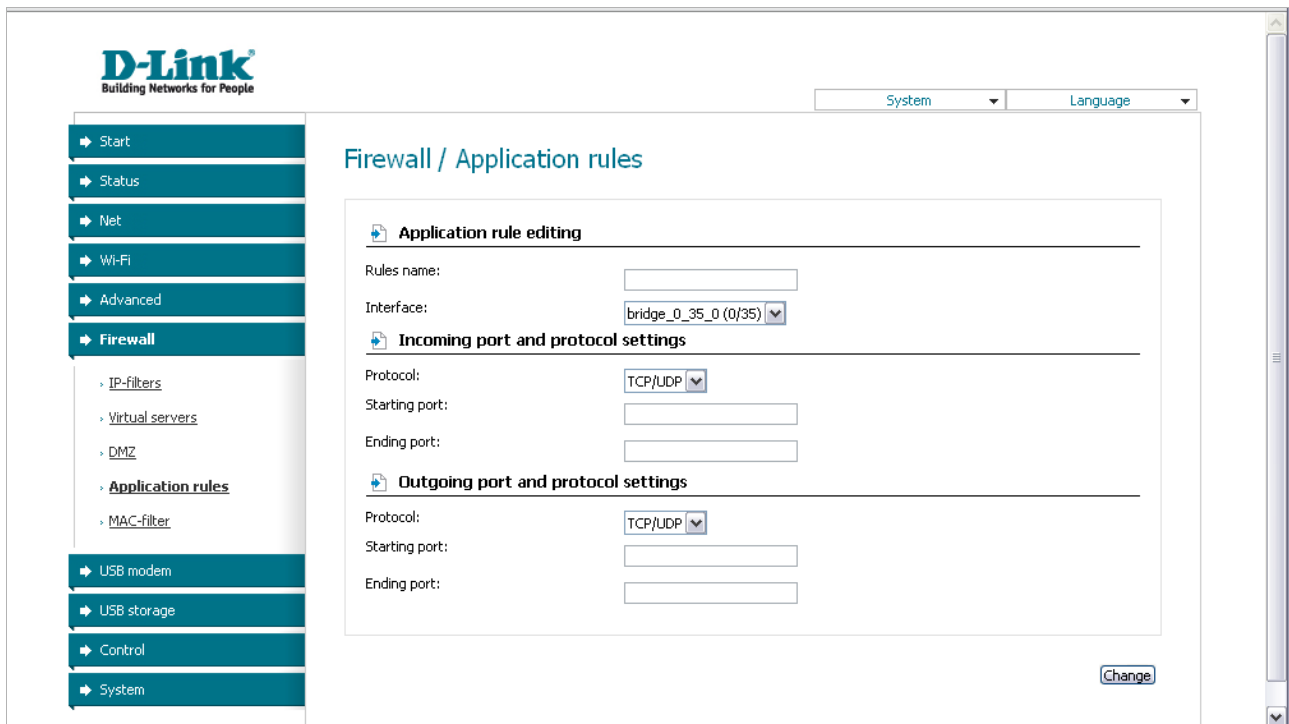 D-Link
Building Networks for People
System Language
Start
Status
Net
Wi-Fi
Advanced
Firewall
IP-filters
Virtual servers
DMZ
Application rules
MAC-filter
USB modem
USB storage
Control
System
Firewall / Application rules
Application rule editing
Rules name:
Interface: bridge_0_35_0 (0/35)
Incoming port and protocol settings
Protocol: TCP/UDP
Starting port:
Ending port:
Outgoing port and protocol settings
Protocol: TCP/UDP
Starting port:
Ending port:
Change